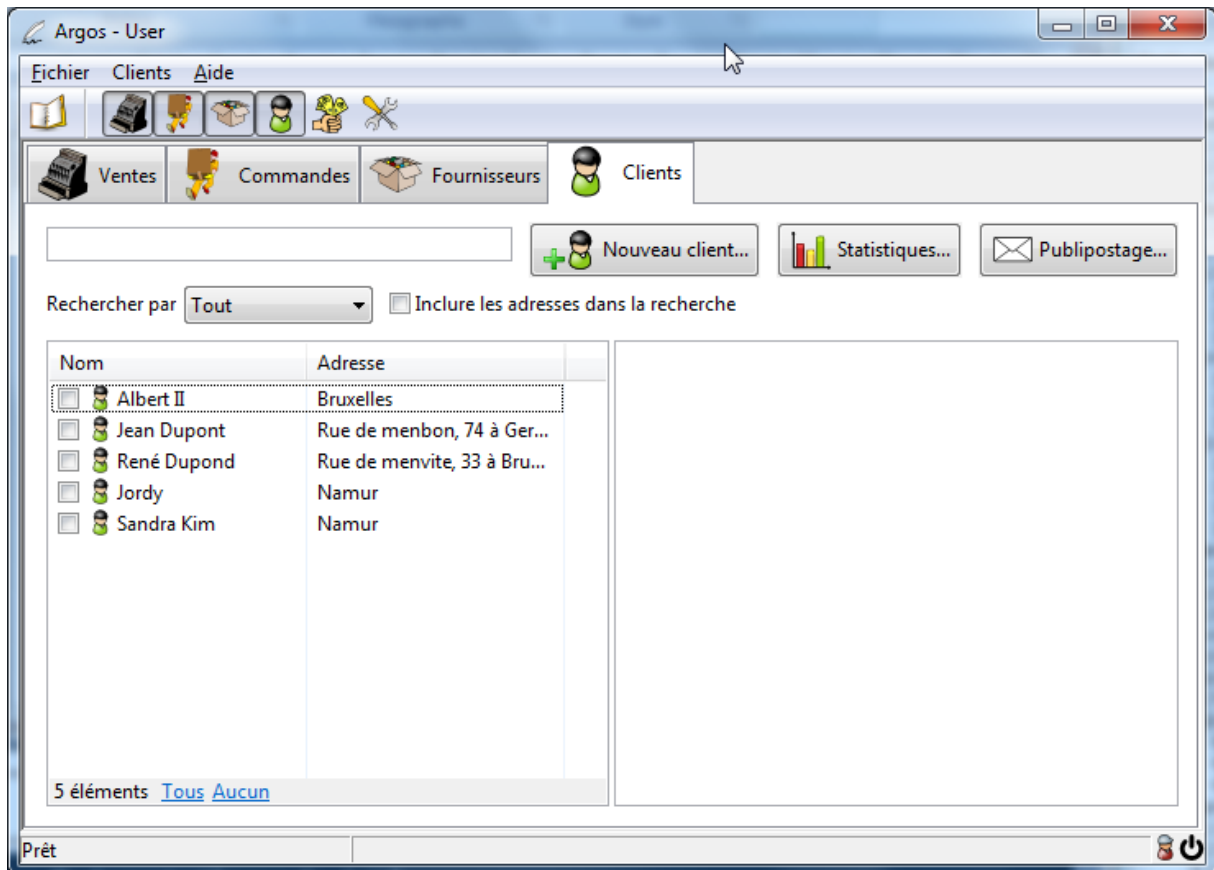 Argos - User
Fichier Clients Aide
Ventes Commandes Fournisseurs Clients
Nouveau client... Statistiques... Publipostage...
Rechercher par Tout Inclure les adresses dans la recherche
Nom Adresse
Albert II Bruxelles
Jean Dupont Rue de menbon, 74 à Ger...
René Dupond Rue de menvite, 33 à Bru...
Jordy Namur
Sandra Kim Namur
5 éléments Tous Aucun
Prêt